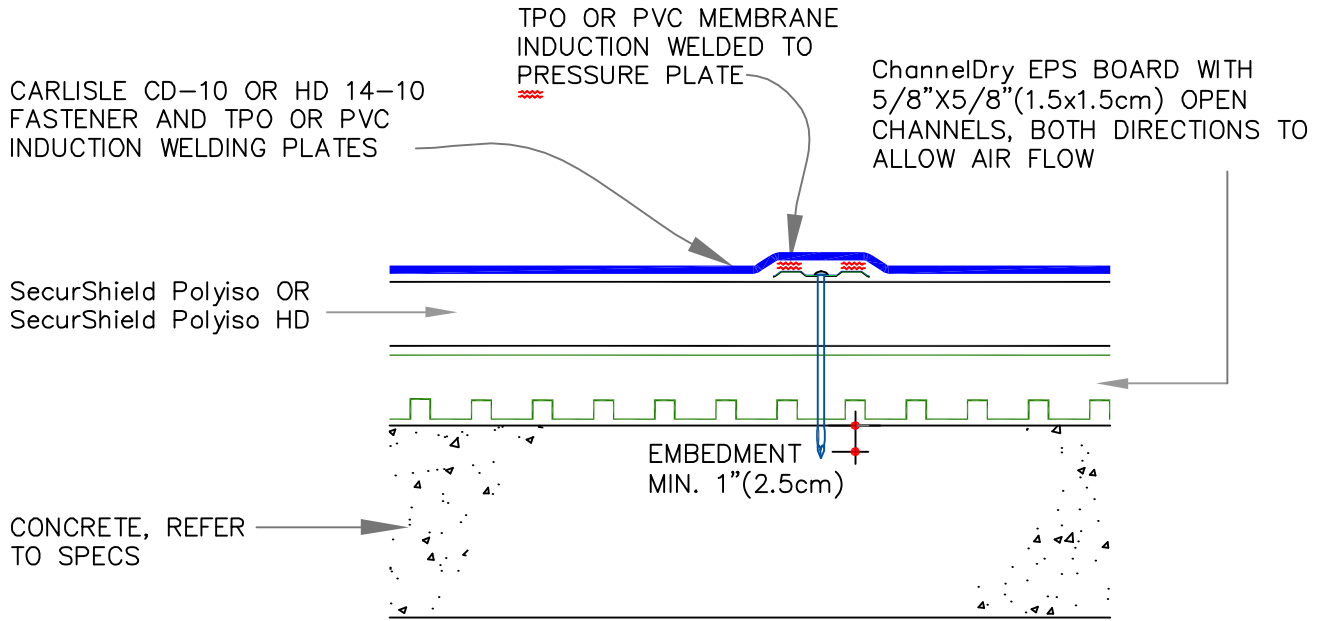 TPO OR PVC MEMBRANE
INDUCTION WELDED TO
PRESSURE PLATE
CARLISLE CD-10 OR HD 14-10
FASTENER AND TPO OR PVC
INDUCTION WELDING PLATES
ChannelDry EPS BOARD WITH
5/8"X5/8"(1.5x1.5cm) OPEN
CHANNELS, BOTH DIRECTIONS TO
ALLOW AIR FLOW
SecurShield Polyiso OR
SecurShield Polyiso HD
EMBEDMENT
MIN. 1"(2.5cm)
CONCRETE, REFER
TO SPECS